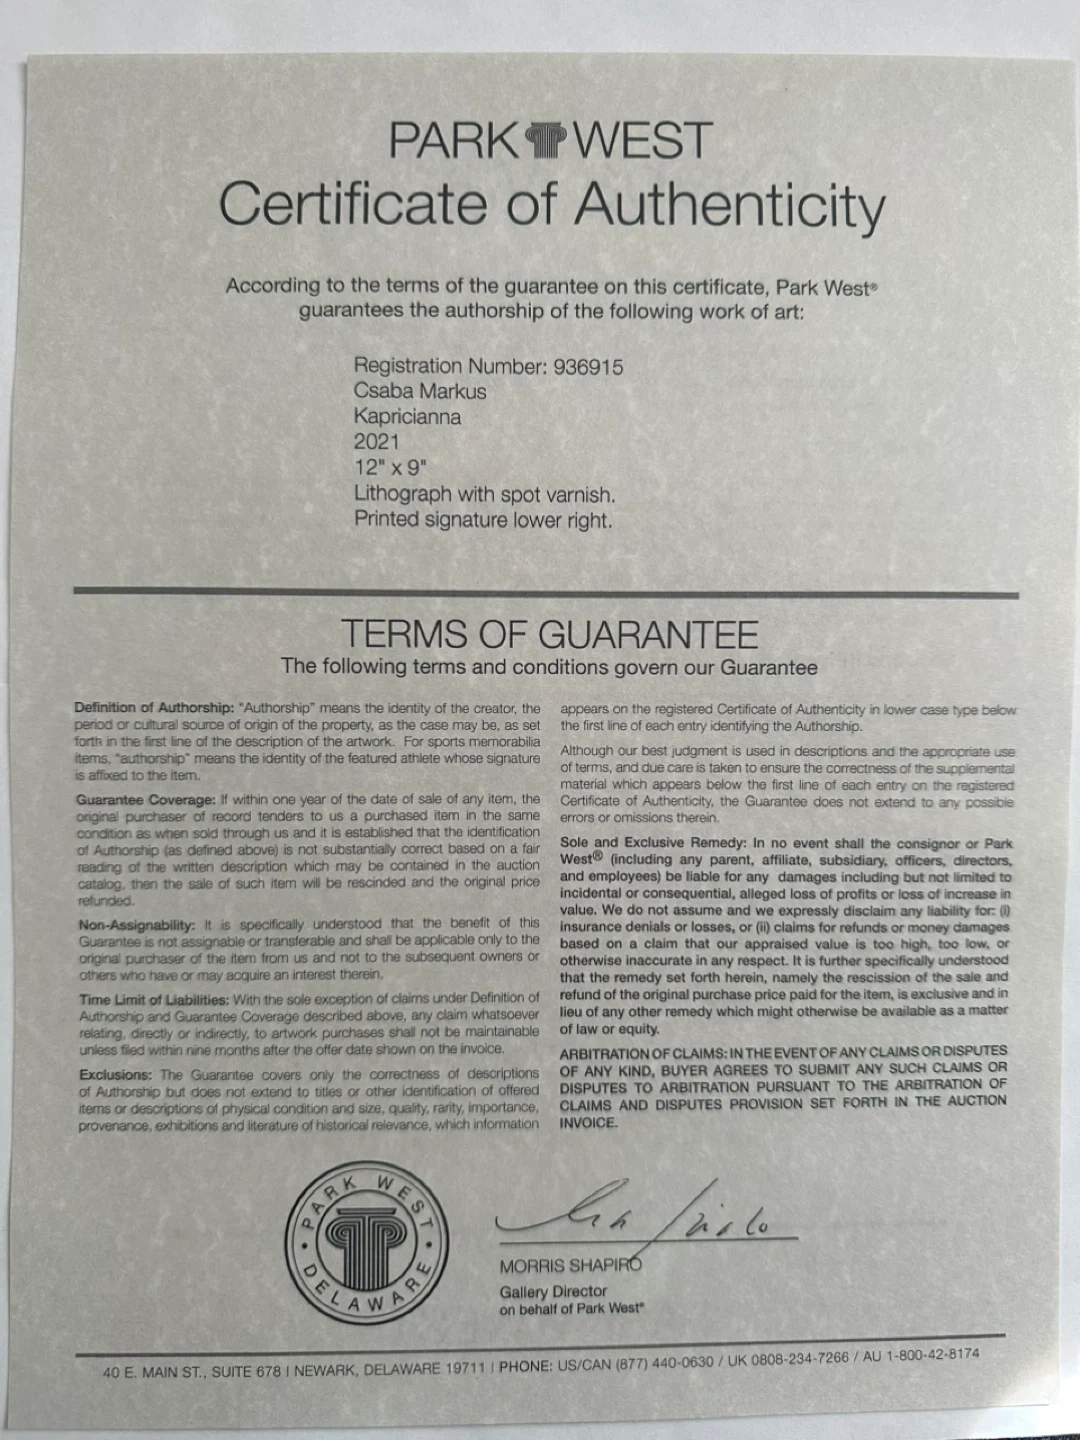 PARK WEST
Certificate of Authenticity
According to the terms of the guarantee on this certificate, Park West®
guarantees the authorship of the following work of art:
Registration Number: 936915
Csaba Markus
Kapricianna
2021
12" x 9"
Lithograph with spot varnish.
Printed signature lower right.
TERMS OF GUARANTEE
The following terms and conditions govern our Guarantee
Definition of Authorship: "Authorship" means the identity of the creator, the
period or cultural source of origin of the property, as the case may be, as set
forth in the first line of the description of the artwork. For sports memorabilia
items, "authorship" means the identity of the featured athlete whose signature
is affixed to the item.
Guarantee Coverage: If within one year of the date of sale of any item, the
original purchaser of record tenders to us a purchased item in the same
condition as when sold through us and it is established that the identification
of Authorship (as defined above) is not substantially correct based on a fair
reading of the written description which may be contained in the auction
catalog, then the sale of such item will be rescinded and the original price
refunded.
Non-Assignability: It is specifically understood that the benefit of this
Guarantee is not assignable or transferable and shall be applicable only to the
original purchaser of the item from us and not to the subsequent owners or
others who have or may acquire an interest therein.
Time Limit of Liabilities: With the sole exception of claims under Definition of
Authorship and Guarantee Coverage described above, any claim whatsoever
relating, directly or indirectly, to artwork purchases shall not be maintainable
unless filed within nine months after the offer date shown on the invoice.
Exclusions: The Guarantee covers only the correctness of descriptions
of Authorship but does not extend to titles or other identification of offered
items or descriptions of physical condition and size, quality, rarity, importance,
provenance, exhibitions and literature of historical relevance, which information
appears on the registered Certificate of Authenticity in lower case type below
the first line of each entry identifying the Authorship.
Although our best judgment is used in descriptions and the appropriate use
of terms, and due care is taken to ensure the correctness of the supplemental
material which appears below the first line of each entry on the registered
Certificate of Authenticity, the Guarantee does not extend to any possible
errors or omissions therein.
Sole and Exclusive Remedy: In no event shall the consignor or Park
West® (including any parent, affiliate, subsidiary, officers, directors,
and employees) be liable for any damages including but not limited to
incidental or consequential, alleged loss of profits or loss of increase in
value. We do not assume and we expressly disclaim any liability for: (i)
insurance denials or losses, or (ii) claims for refunds or money damages
based on a claim that our appraised value is too high, too low, or
otherwise inaccurate in any respect. It is further specifically understood
that the remedy set forth herein, namely the rescission of the sale and
refund of the original purchase price paid for the item, is exclusive and in
lieu of any other remedy which might otherwise be available as a matter
of law or equity.
ARBITRATION OF CLAIMS: IN THE EVENT OF ANY CLAIMS OR DISPUTES
OF ANY KIND, BUYER AGREES TO SUBMIT ANY SUCH CLAIMS OR
DISPUTES TO ARBITRATION PURSUANT TO THE ARBITRATION OF
CLAIMS AND DISPUTES PROVISION SET FORTH IN THE AUCTION
INVOICE.
PARK WEST
• DELAWARE •
MORRIS SHAPIRO
Gallery Director
on behalf of Park West®
40 E. MAIN ST., SUITE 678 | NEWARK, DELAWARE 19711 | PHONE: US/CAN (877) 440-0630 / UK 0808-234-7266 / AU 1-800-42-8174